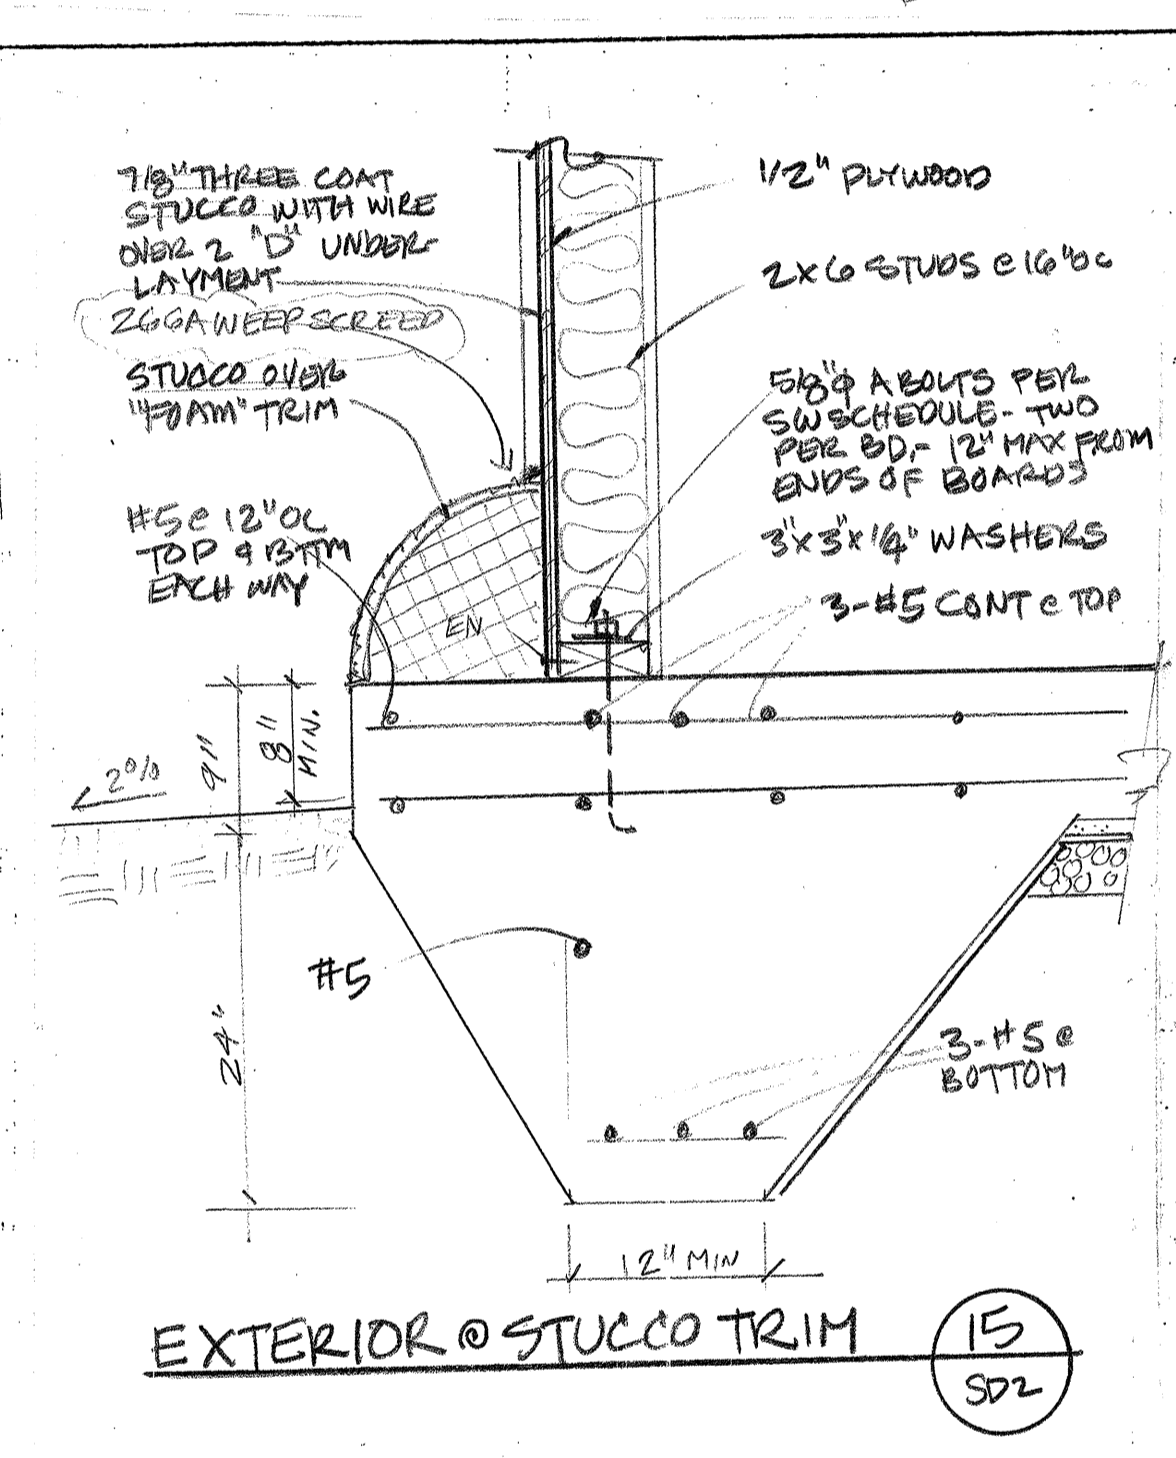 7/8" THREE COAT
STUCCO WITH WIRE
OVER 2 "D" UNDER-
LAYMENT
26GA WEEP SCREED
STUCCO OVER
"FOAM" TRIM
#5 @ 12" OC
TOP & BTTM
EACH WAY
1/2" PLYWOOD
2X6 STUDS @ 16" OC
5/8"φ A BOLTS PER
SW SCHEDULE - TWO
PER BD.- 12" MAX FROM
ENDS OF BOARDS
3"X3"X1/4" WASHERS
3-#5 CONT @ TOP
EN
9"
8"
MIN.
2%
#5
24"
3-#5 @
BOTTOM
12" MIN
EXTERIOR @ STUCCO TRIM
15
SD2